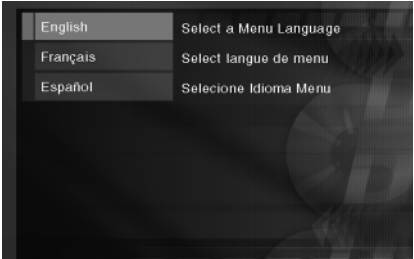 English Select a Menu Language
Français Select langue de menu
Español Selecione Idioma Menu